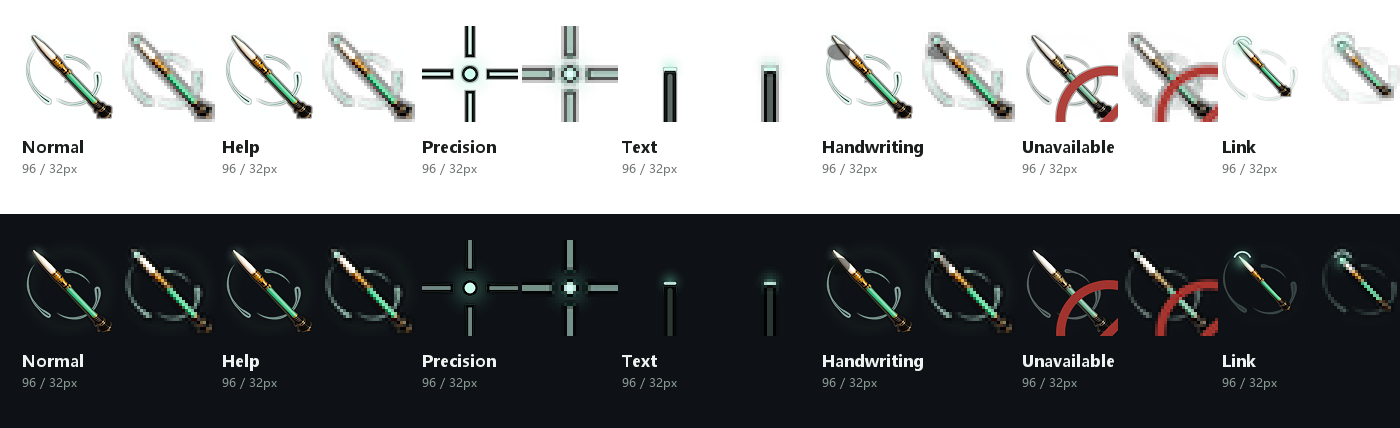 Normal Help Precision Text Handwriting Unavailable Link
96 / 32px 96 / 32px 96 / 32px 96 / 32px 96 / 32px 96 / 32px 96 / 32px
Normal Help Precision Text Handwriting Unavailable Link
96 / 32px 96 / 32px 96 / 32px 96 / 32px 96 / 32px 96 / 32px 96 / 32px